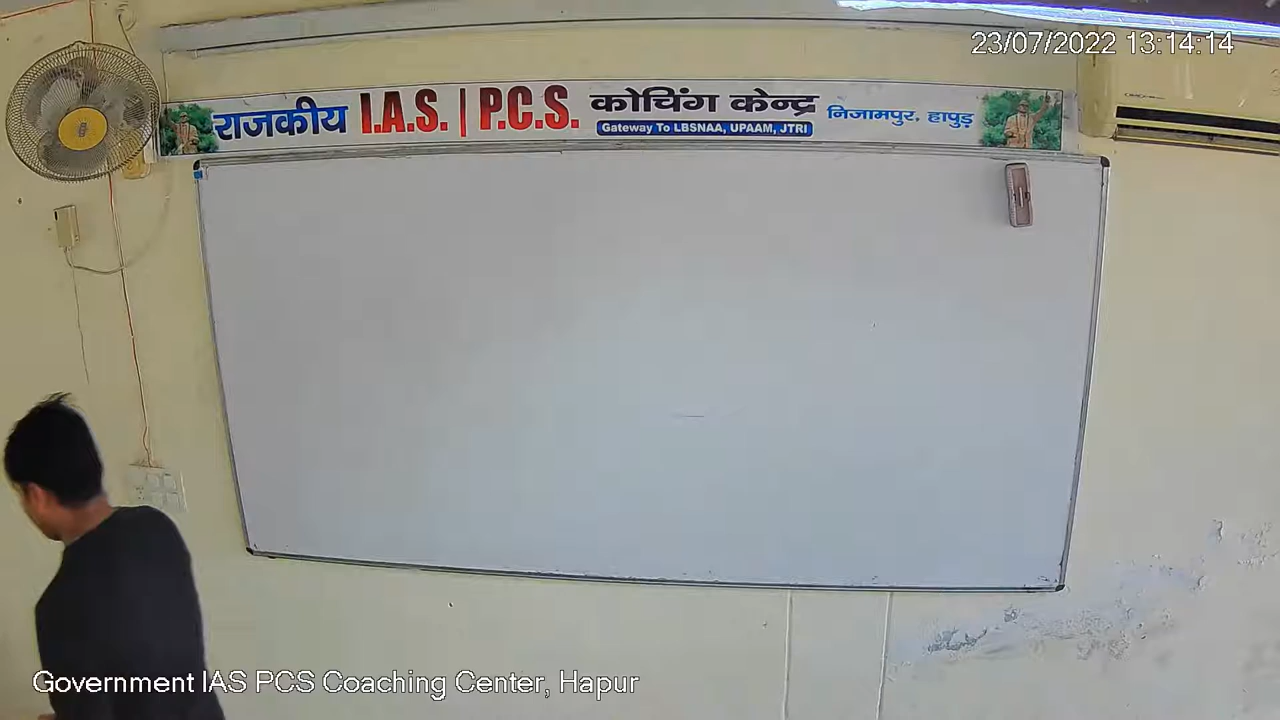 23/07/2022 13:14:14
राजकीय I.A.S. | P.C.S. कोचिंग केन्द्र निजामपुर, हापुड़
Gateway To LBSNAA, UPAAM, JTRI
Government IAS PCS Coaching Center, Hapur